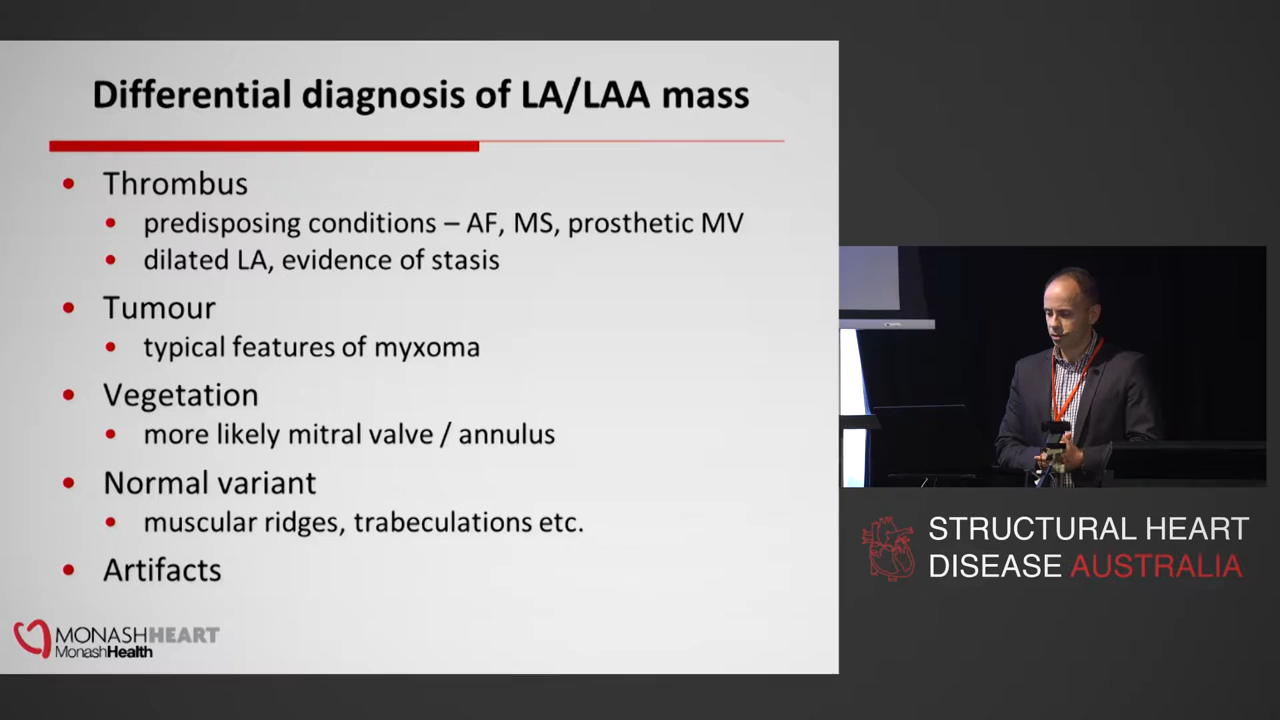 Differential diagnosis of LA/LAA mass
• Thrombus
• predisposing conditions – AF, MS, prosthetic MV
• dilated LA, evidence of stasis
• Tumour
• typical features of myxoma
• Vegetation
• more likely mitral valve / annulus
• Normal variant
• muscular ridges, trabeculations etc.
• Artifacts
MONASHHEART
MonashHealth
STRUCTURAL HEART
DISEASE AUSTRALIA